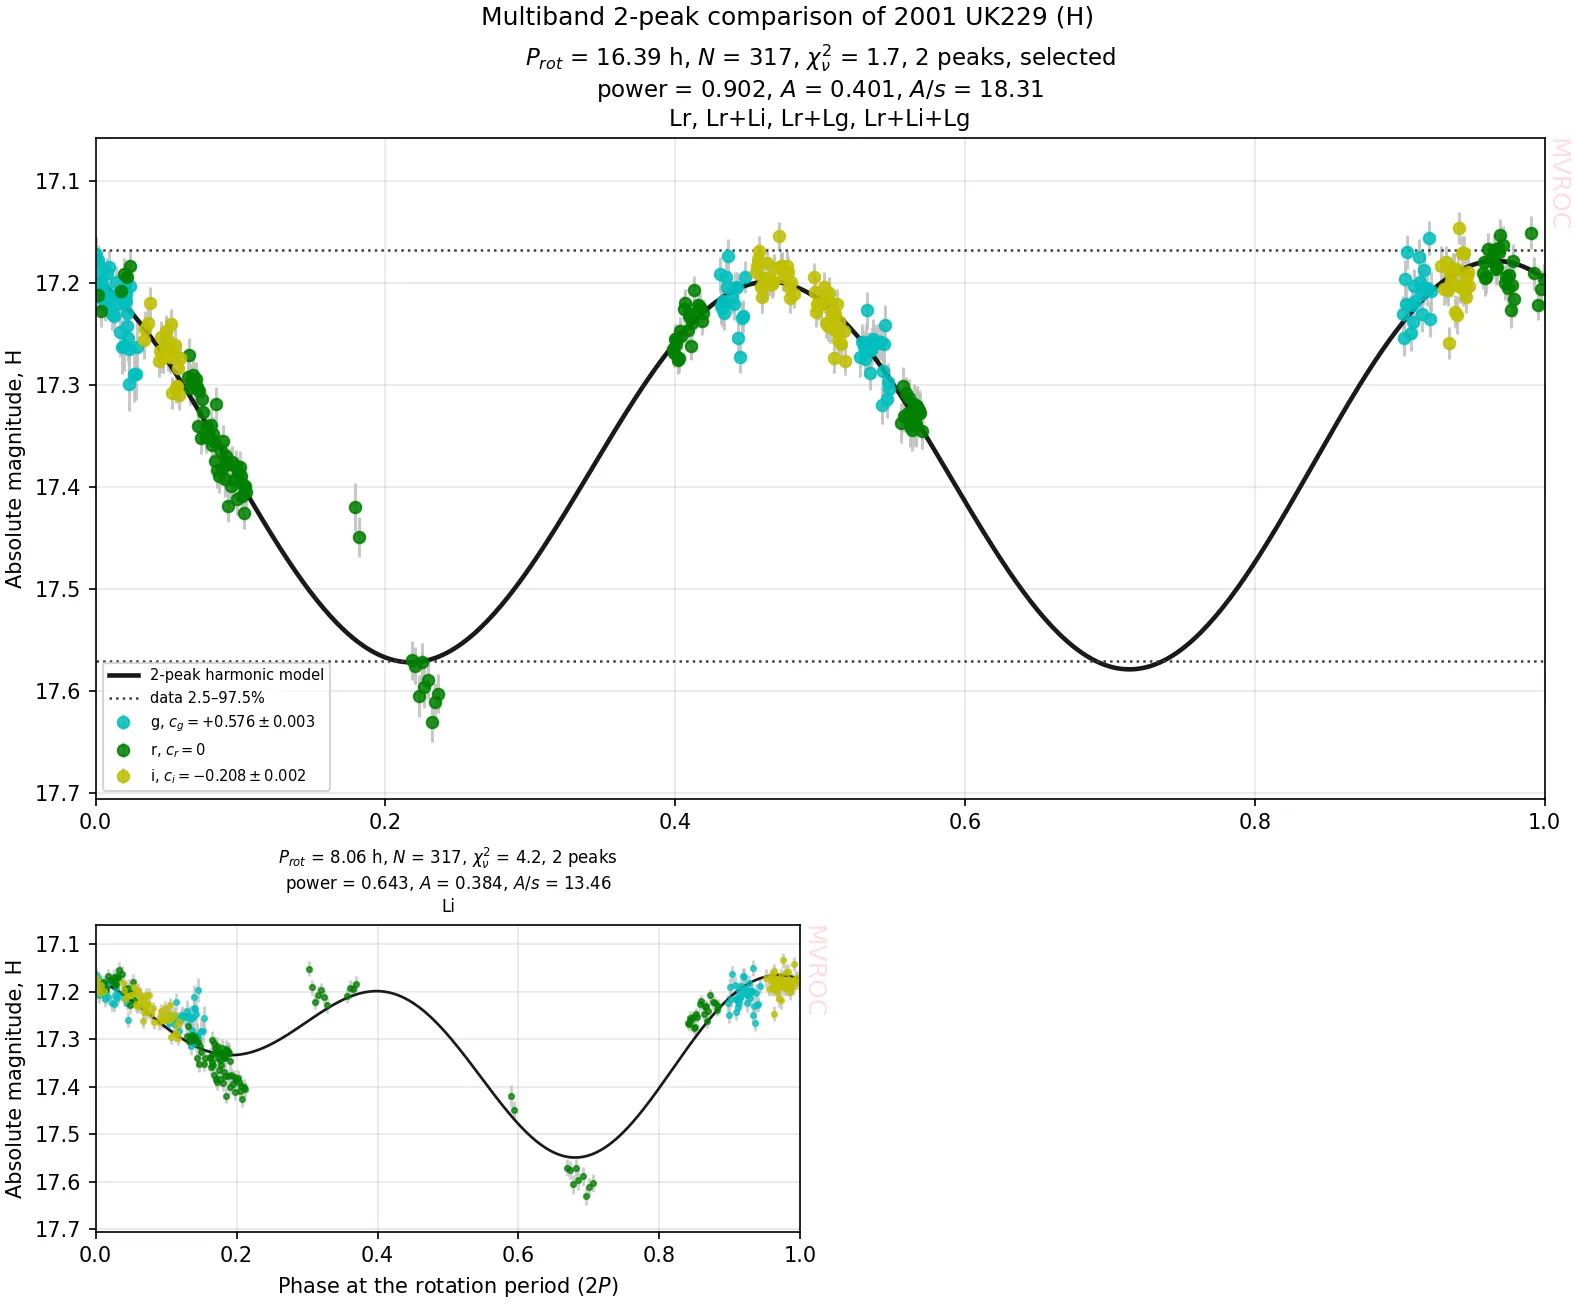 Multiband 2-peak comparison of 2001 UK229 (H)
P_rot = 16.39 h, N = 317, χ²_ν = 1.7, 2 peaks, selected
power = 0.902, A = 0.401, A/s = 18.31
Lr, Lr+Li, Lr+Lg, Lr+Li+Lg
MVROC
Absolute magnitude, H
17.1
17.2
17.3
17.4
17.5
17.6
17.7
2-peak harmonic model
data 2.5–97.5%
g, c_g = +0.576 ± 0.003
r, c_r = 0
i, c_i = −0.208 ± 0.002
0.0 0.2 0.4 0.6 0.8 1.0
P_rot = 8.06 h, N = 317, χ²_ν = 4.2, 2 peaks
power = 0.643, A = 0.384, A/s = 13.46
Li
MVROC
Absolute magnitude, H
17.1
17.2
17.3
17.4
17.5
17.6
17.7
0.0 0.2 0.4 0.6 0.8 1.0
Phase at the rotation period (2P)